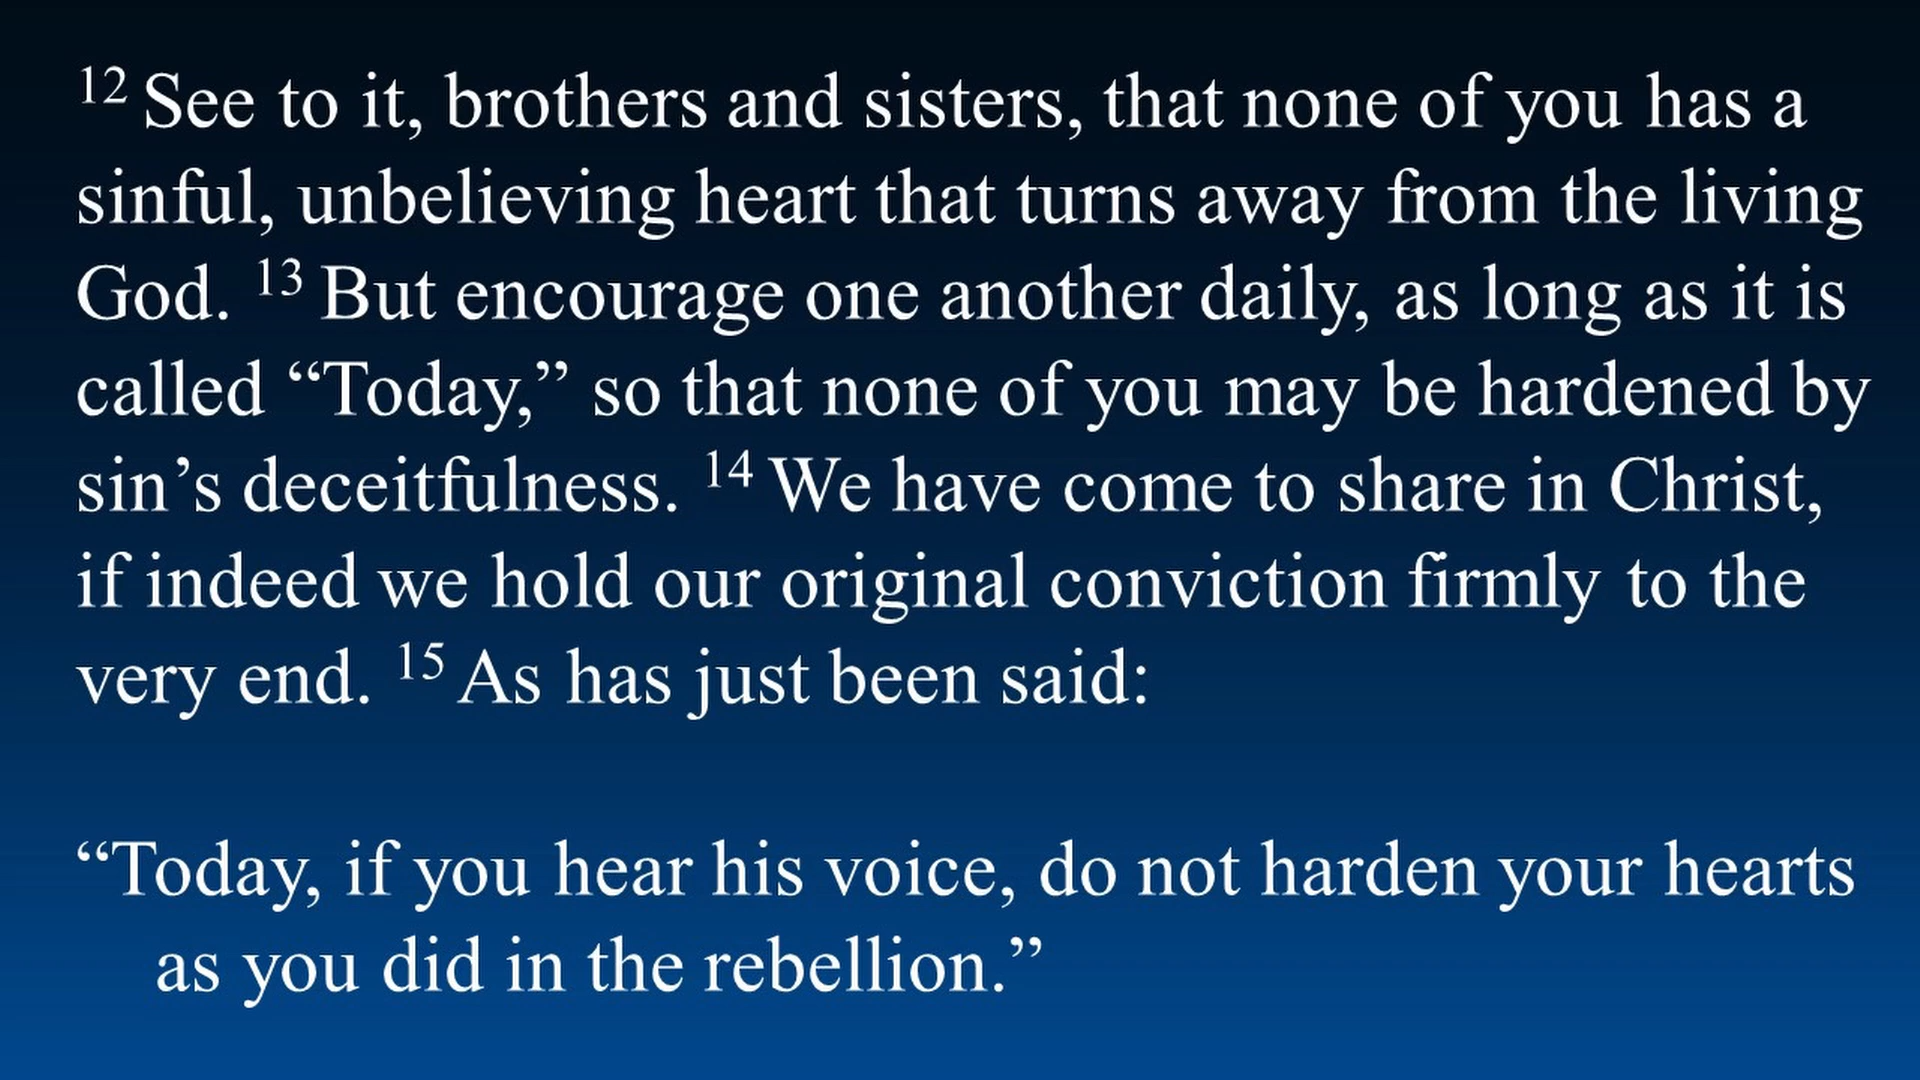 12 See to it, brothers and sisters, that none of you has a
sinful, unbelieving heart that turns away from the living
God. 13 But encourage one another daily, as long as it is
called “Today,” so that none of you may be hardened by
sin’s deceitfulness. 14 We have come to share in Christ,
if indeed we hold our original conviction firmly to the
very end. 15 As has just been said:
“Today, if you hear his voice, do not harden your hearts
as you did in the rebellion.”